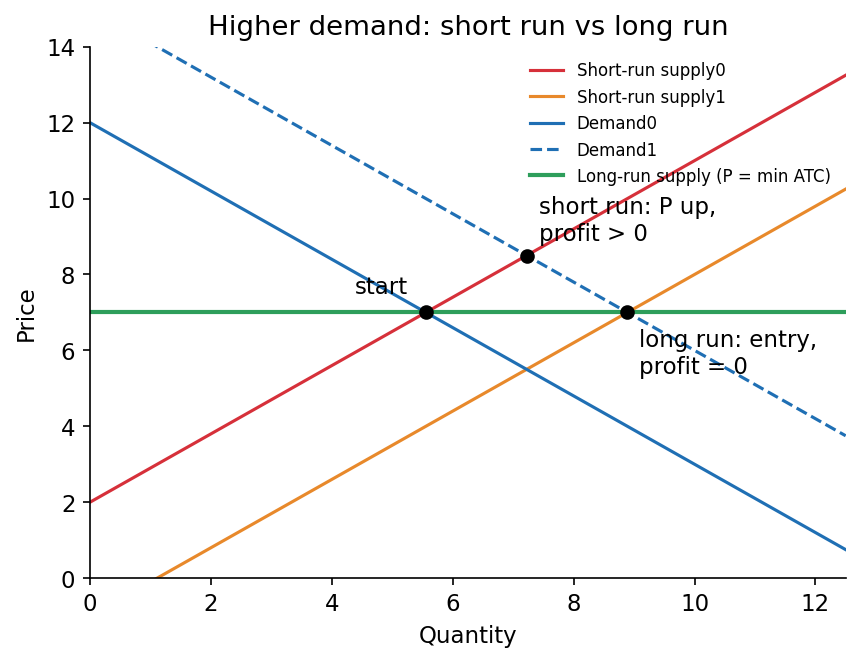 Higher demand: short run vs long run
Short-run supply0
Short-run supply1
Demand0
Demand1
Long-run supply (P = min ATC)
short run: P up,
profit > 0
start
long run: entry,
profit = 0
Price
14
12
10
8
6
4
2
0
0 2 4 6 8 10 12
Quantity